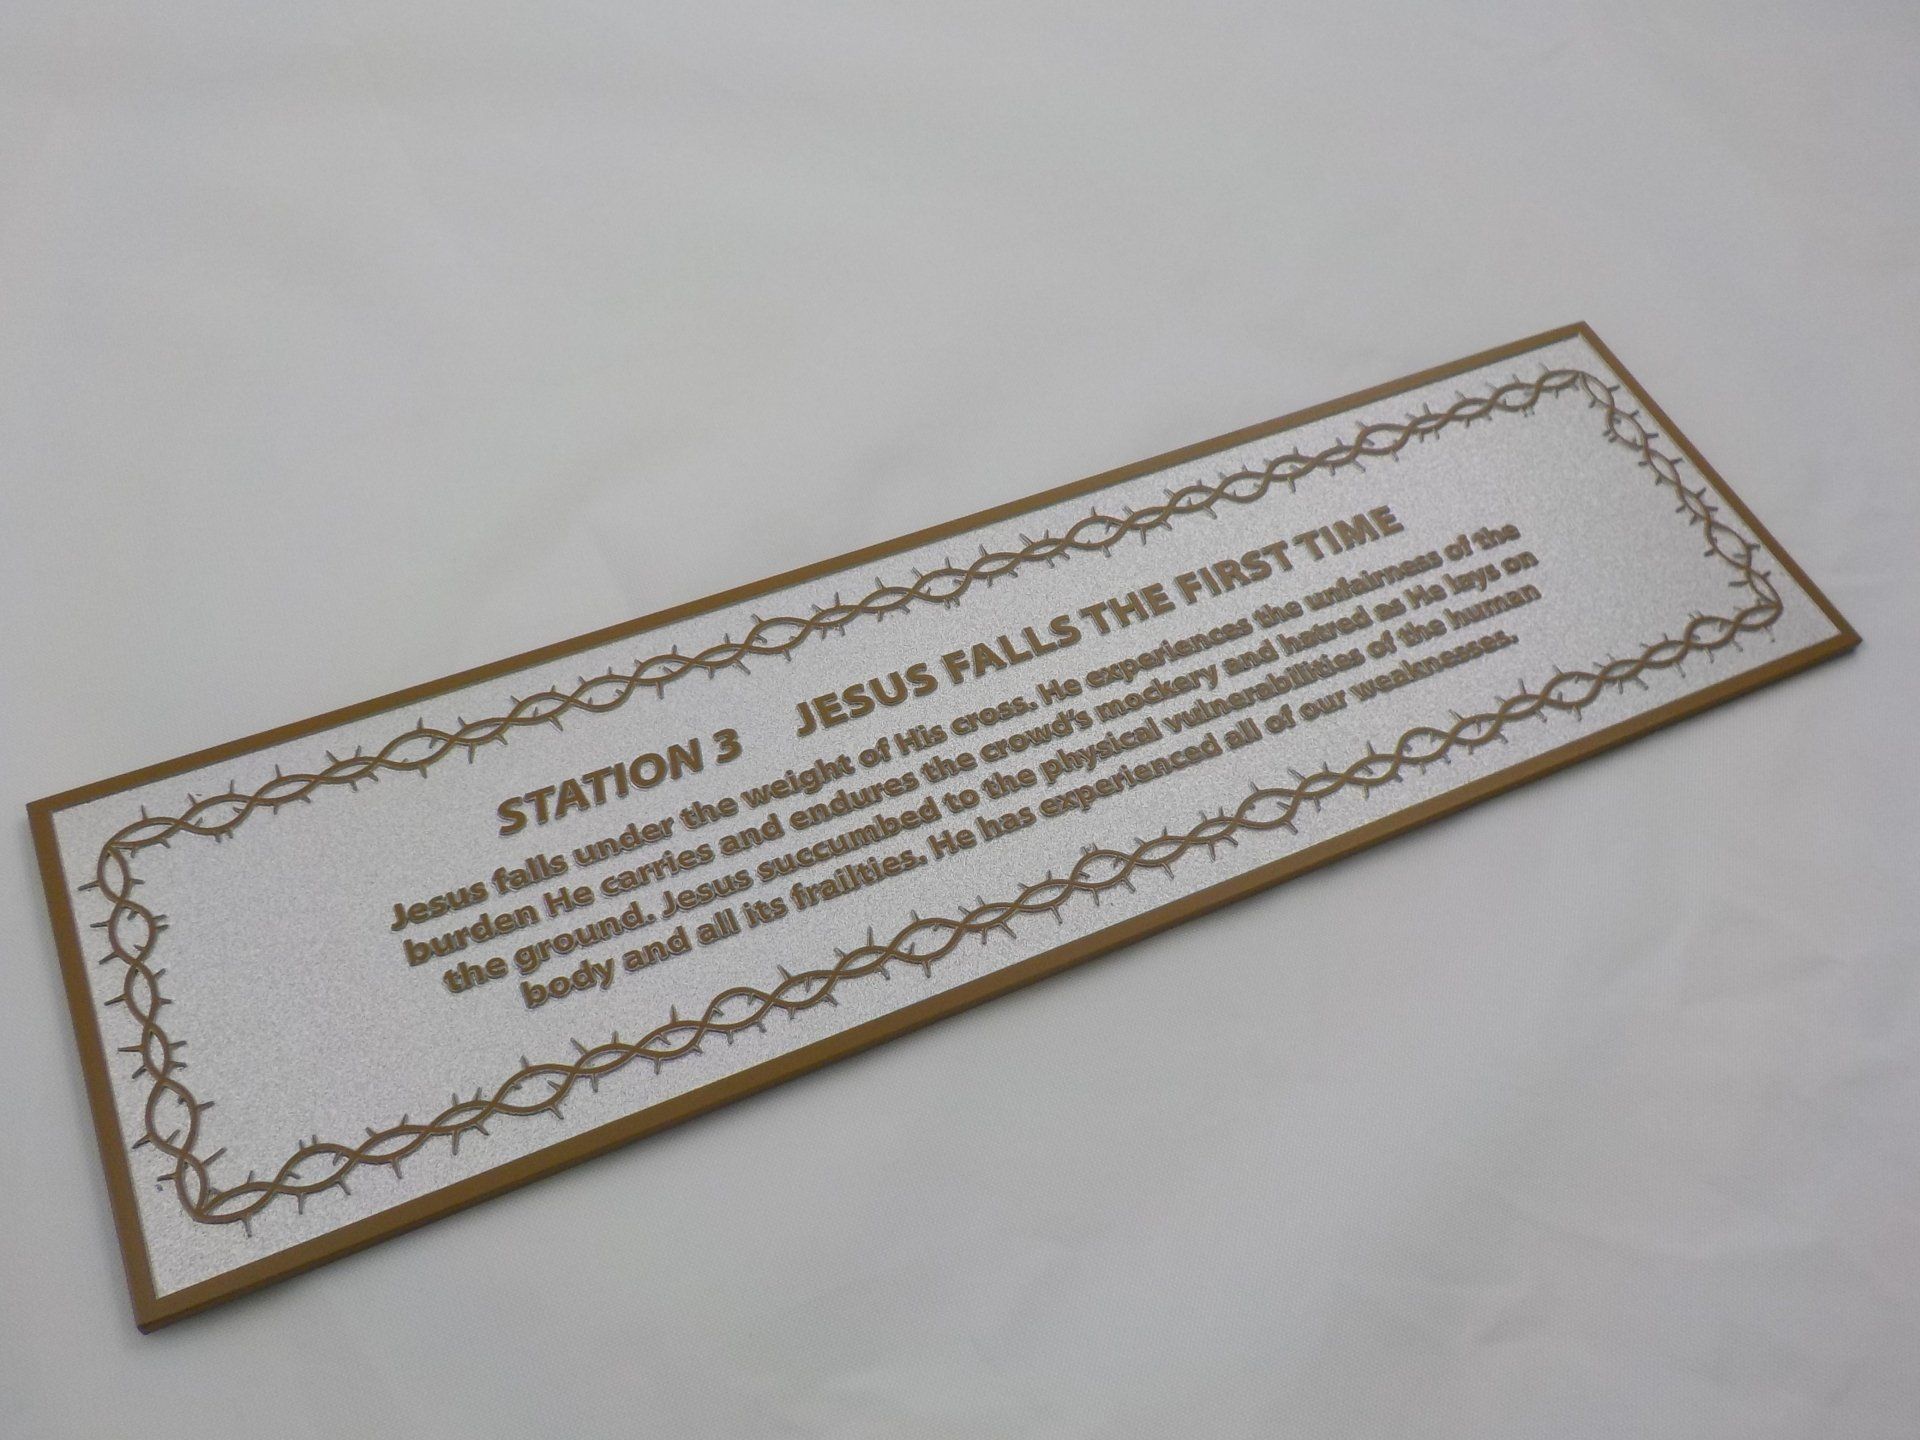 STATION 3 JESUS FALLS THE FIRST TIME
Jesus falls under the weight of His cross. He experiences the unfairness of the
burden He carries and endures the crowd's mockery and hatred as He lays on
the ground. Jesus succumbed to the physical vulnerabilities of the human
body and all its frailties. He has experienced all of our weaknesses.